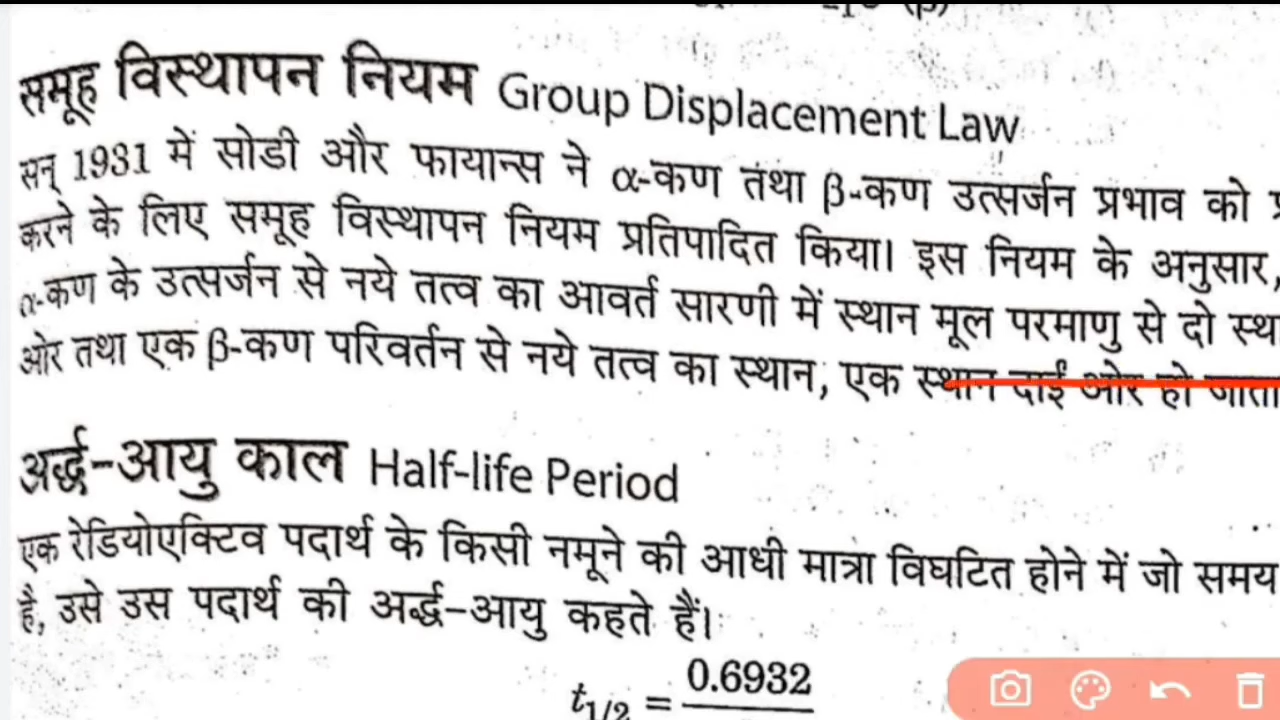 समूह विस्थापन नियम Group Displacement Law
सन् 1931 में सोडी और फायान्स ने α-कण तथा β-कण उत्सर्जन प्रभाव को
करने के लिए समूह विस्थापन नियम प्रतिपादित किया। इस नियम के अनुसार,
α-कण के उत्सर्जन से नये तत्व का आवर्त सारणी में स्थान मूल परमाणु से दो स्था
ओर तथा एक β-कण परिवर्तन से नये तत्व का स्थान, एक स्थान दाईं ओर हो जाता
अर्द्ध-आयु काल Half-life Period
एक रेडियोएक्टिव पदार्थ के किसी नमूने की आधी मात्रा विघटित होने में जो समय
है, उसे उस पदार्थ की अर्द्ध-आयु कहते हैं।
t1/2 = 0.6932